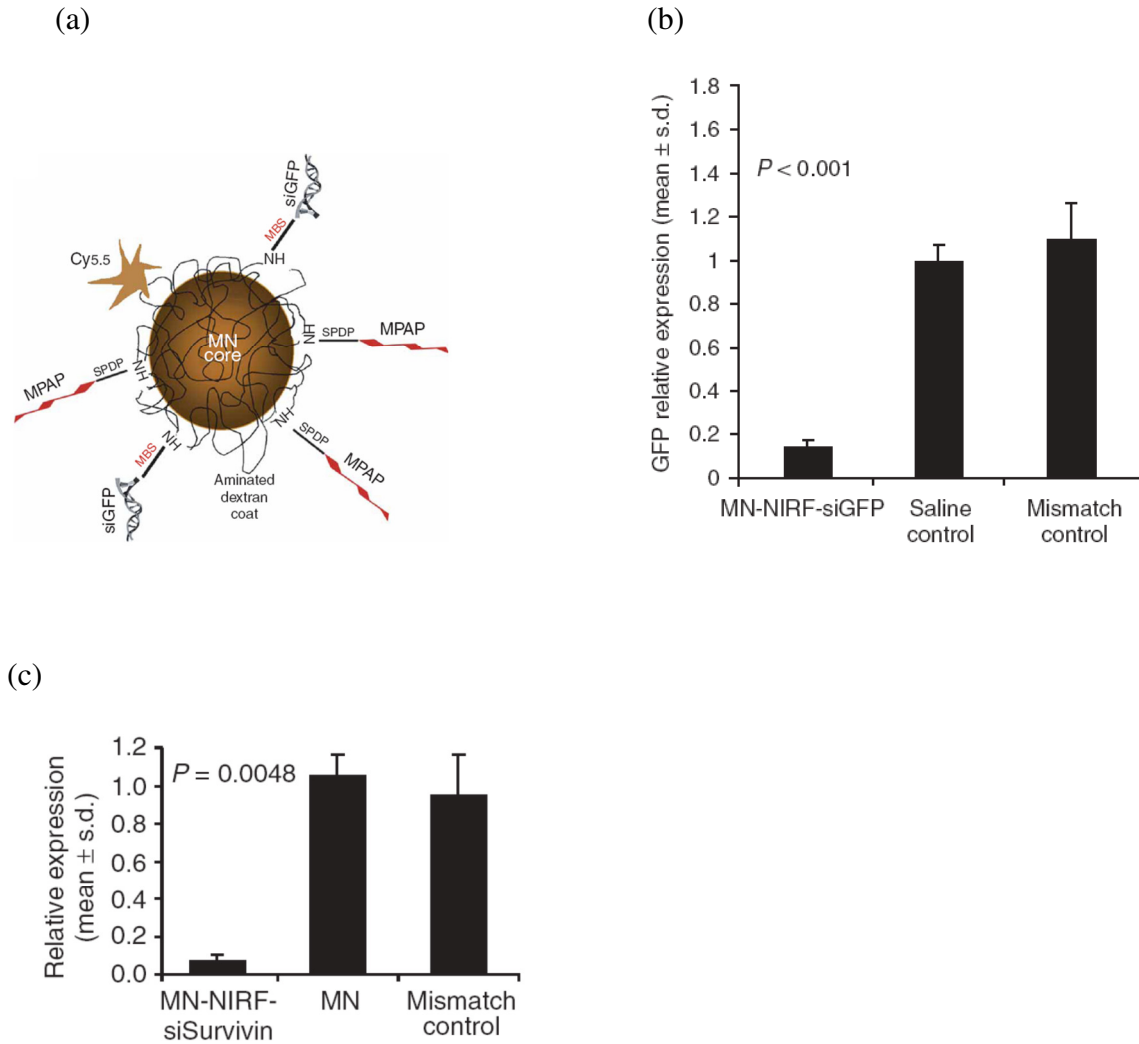 (a)
siGFP
MBS
NH
Cy5.5
MN
core
NH
SPDP
MPAP
MPAP
SPDP
NH
NH
SPDP
MPAP
NH
MBS
siGFP
Aminated
dextran
coat
(b)
GFP relative expression (mean ± s.d.)
1.8
1.6
1.4
1.2
1
0.8
0.6
0.4
0.2
0
P < 0.001
MN-NIRF-siGFP
Saline
control
Mismatch
control
(c)
Relative expression
(mean ± s.d.)
1.2
1.0
0.8
0.6
0.4
0.2
0.0
P = 0.0048
MN-NIRF-
siSurvivin
MN
Mismatch
control